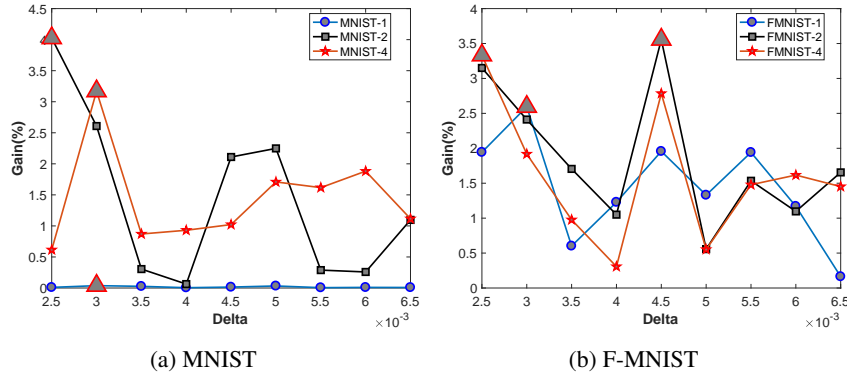 4.5
4
3.5
3
2.5
2
1.5
1
0.5
0
Gain(%)
MNIST-1
MNIST-2
MNIST-4
2.5 3 3.5 4 4.5 5 5.5 6 6.5
Delta
×10⁻³
(a) MNIST
4
3.5
3
2.5
2
1.5
1
0.5
0
Gain(%)
FMNIST-1
FMNIST-2
FMNIST-4
2.5 3 3.5 4 4.5 5 5.5 6 6.5
Delta
×10⁻³
(b) F-MNIST